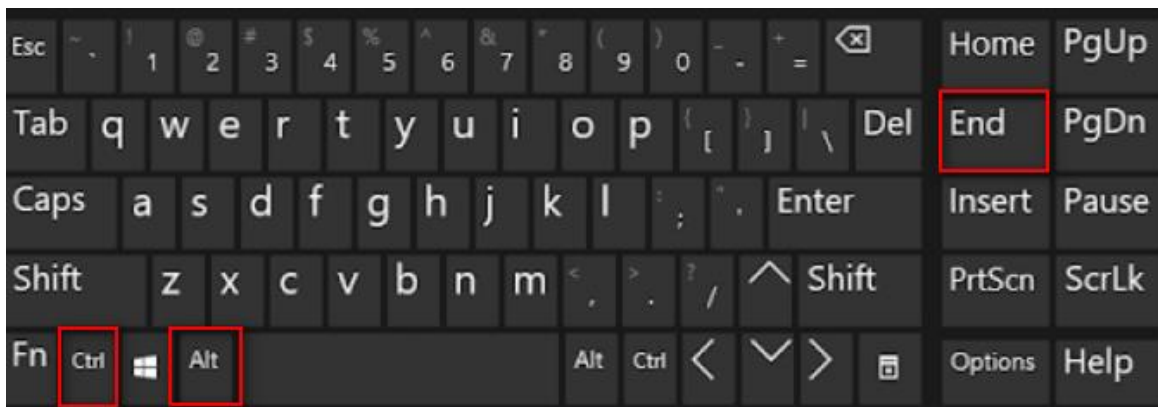 Esc ~ ` ! 1 @ 2 # 3 $ 4 % 5 ^ 6 & 7 * 8 ( 9 ) 0 _ - + = Home PgUp
Tab q w e r t y u i o p { [ } ] | \ Del End PgDn
Caps a s d f g h j k l : ; " ' Enter Insert Pause
Shift z x c v b n m < , > . ? / Shift PrtScn ScrLk
Fn Ctrl Alt Alt Ctrl Options Help